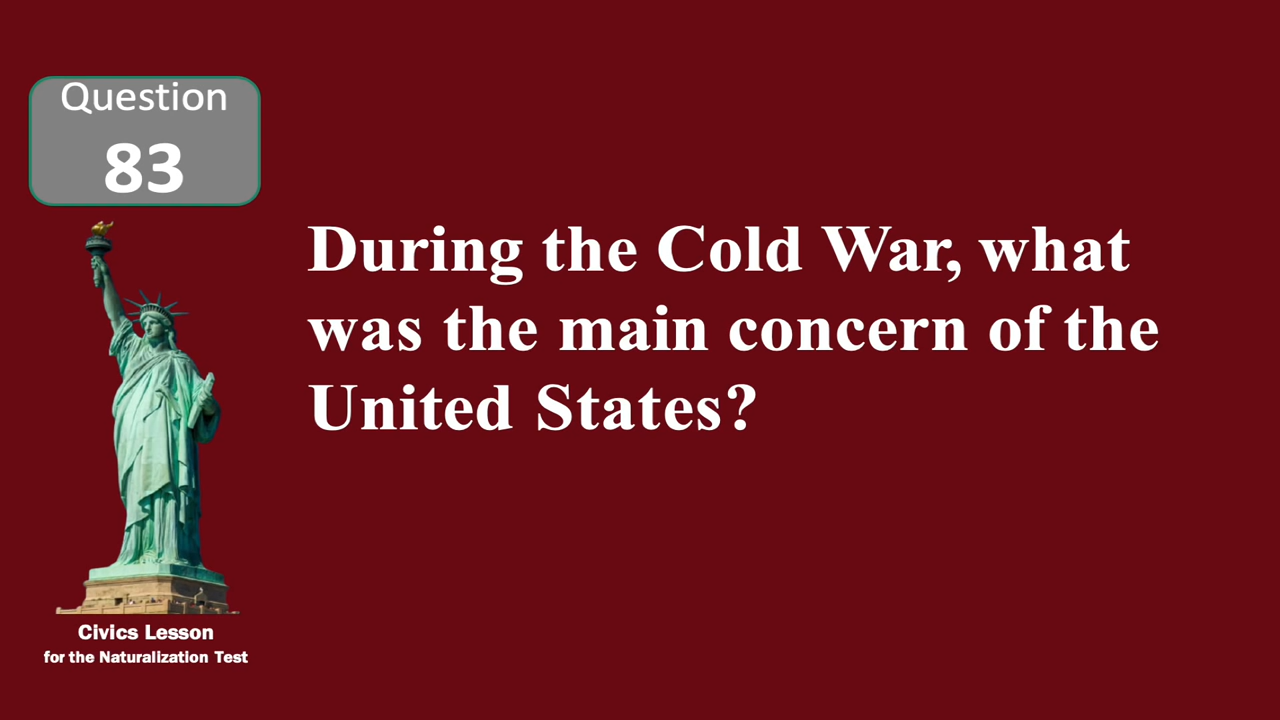 Question
83
During the Cold War, what
was the main concern of the
United States?
Civics Lesson
for the Naturalization Test